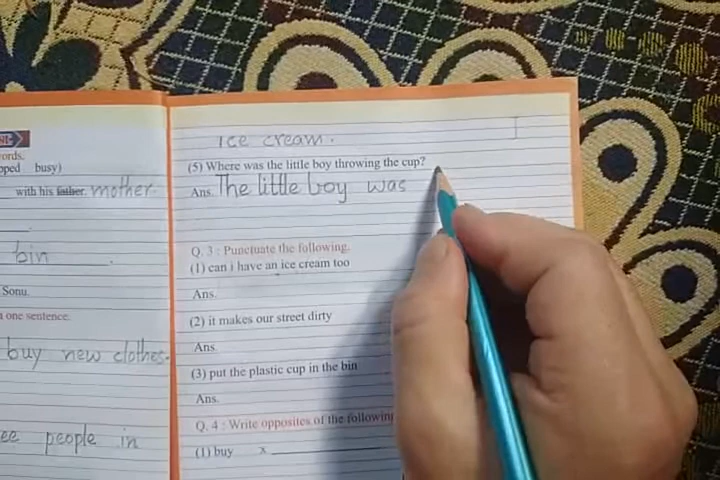 ords.
pped busy)
with his father. mother.
bin
Sonu.
one sentence.
buy new clothes.
ee people in
Ice cream.
(5) Where was the little boy throwing the cup?
Ans. The little boy was
Q. 3 : Punctuate the following.
(1) can i have an ice cream too
Ans.
(2) it makes our street dirty
Ans.
(3) put the plastic cup in the bin
Ans.
Q. 4 : Write opposites of the following
(1) buy x